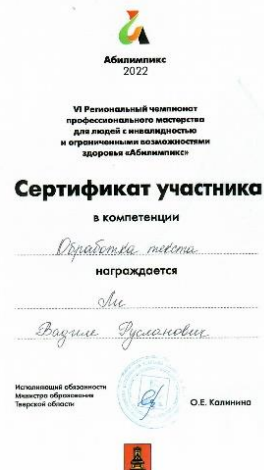 Абилимпикс
2022
VI Региональный чемпионат
профессионального мастерства
для людей с инвалидностью
и ограниченными возможностями
здоровья «Абилимпикс»
Сертификат участника
в компетенции
Обработка текста
награждается
Ли
Вадиле Русланович
Исполняющий обязанности
Министра образования
Тверской области
О.Е. Калинина